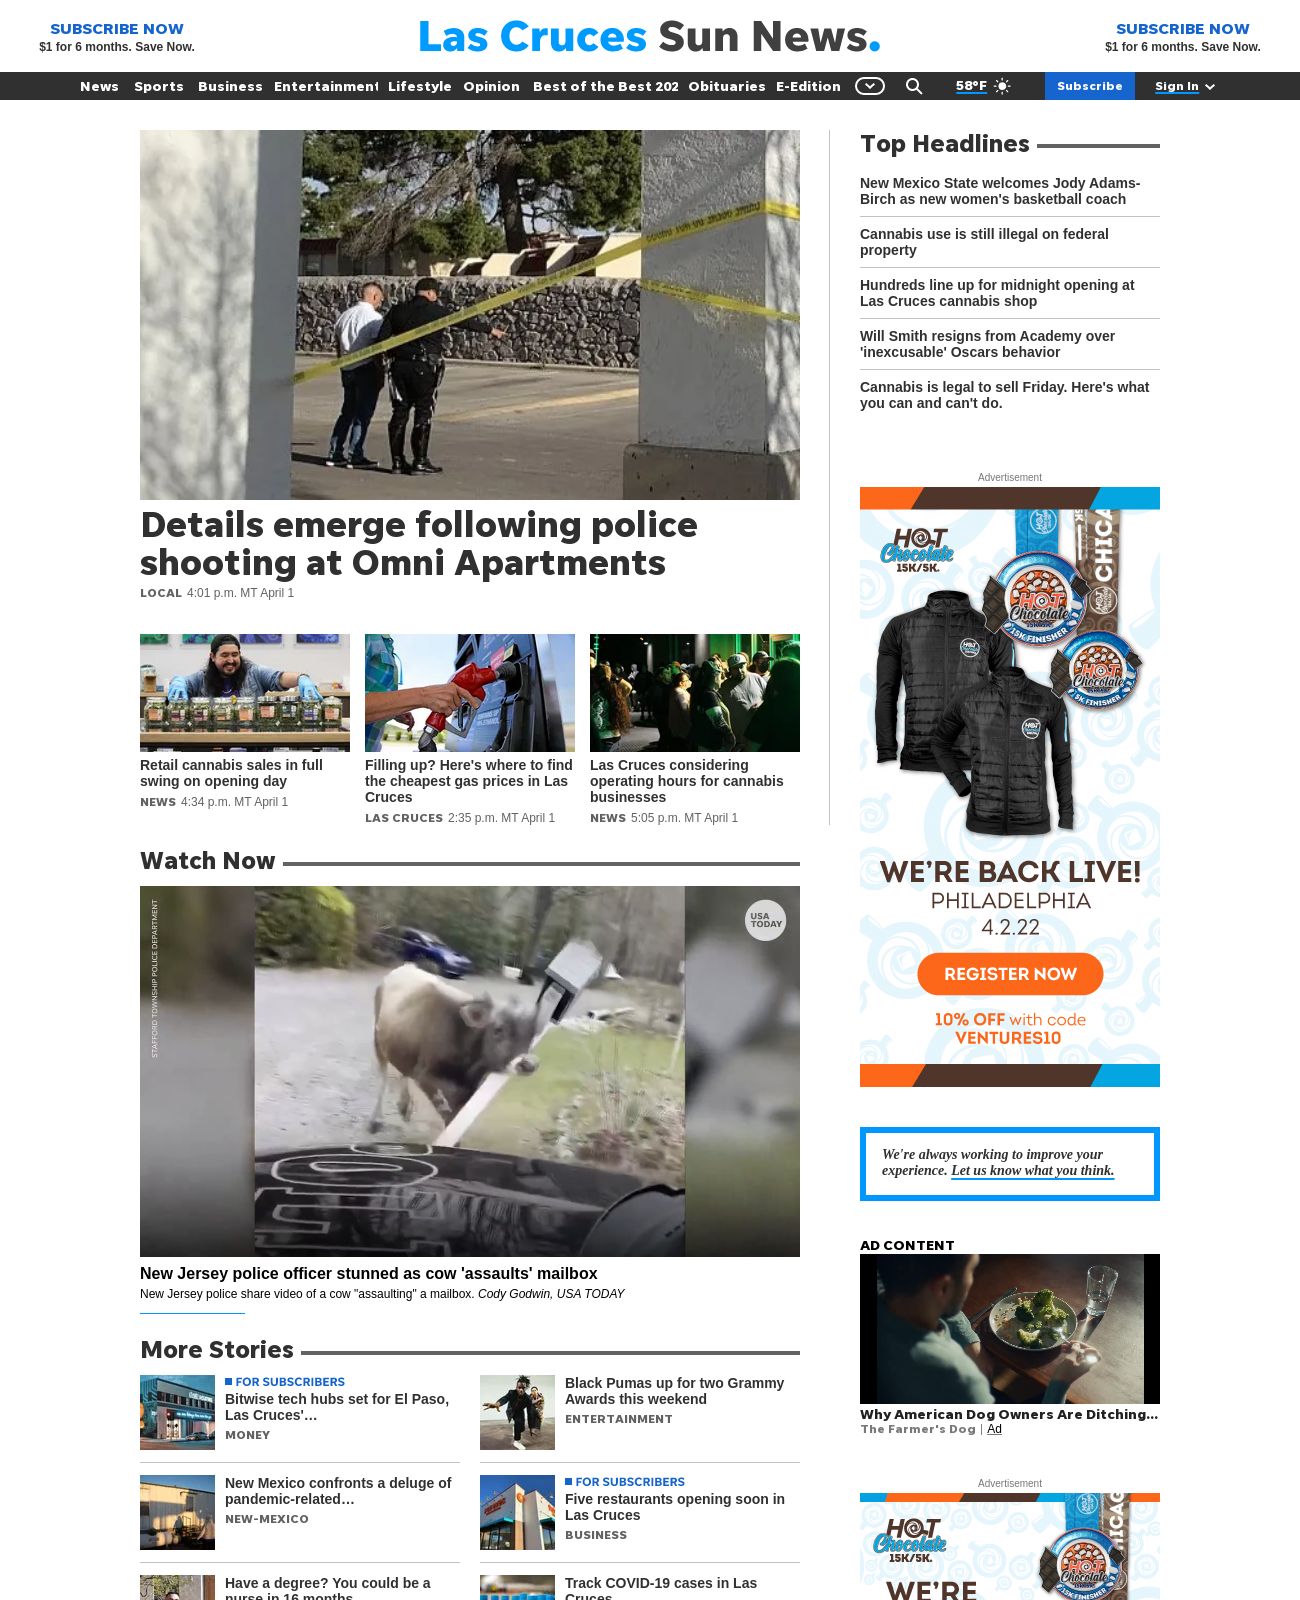 SUBSCRIBE NOW
$1 for 6 months. Save Now.
Las Cruces Sun News.
SUBSCRIBE NOW
$1 for 6 months. Save Now.
News Sports Business Entertainment Lifestyle Opinion Best of the Best 202 Obituaries E-Edition 58°F Subscribe Sign In
Details emerge following police
shooting at Omni Apartments
LOCAL 4:01 p.m. MT April 1
Retail cannabis sales in full
swing on opening day
NEWS 4:34 p.m. MT April 1
Filling up? Here's where to find
the cheapest gas prices in Las
Cruces
LAS CRUCES 2:35 p.m. MT April 1
Las Cruces considering
operating hours for cannabis
businesses
NEWS 5:05 p.m. MT April 1
Watch Now
STAFFORD TOWNSHIP POLICE DEPARTMENT
USA
TODAY
New Jersey police officer stunned as cow 'assaults' mailbox
New Jersey police share video of a cow "assaulting" a mailbox. Cody Godwin, USA TODAY
More Stories
FOR SUBSCRIBERS
Bitwise tech hubs set for El Paso,
Las Cruces'…
MONEY
Black Pumas up for two Grammy
Awards this weekend
ENTERTAINMENT
New Mexico confronts a deluge of
pandemic-related…
NEW-MEXICO
FOR SUBSCRIBERS
Five restaurants opening soon in
Las Cruces
BUSINESS
Have a degree? You could be a
nurse in 16 months
Track COVID-19 cases in Las
Cruces
Top Headlines
New Mexico State welcomes Jody Adams-
Birch as new women's basketball coach
Cannabis use is still illegal on federal
property
Hundreds line up for midnight opening at
Las Cruces cannabis shop
Will Smith resigns from Academy over
'inexcusable' Oscars behavior
Cannabis is legal to sell Friday. Here's what
you can and can't do.
Advertisement
HOT
Chocolate
15K/5K.
CHICA
HOT
Chocolate
15K FINISHER
HOT
Chocolate
WE'RE BACK LIVE!
PHILADELPHIA
4.2.22
REGISTER NOW
10% OFF with code
VENTURES10
We're always working to improve your
experience. Let us know what you think.
AD CONTENT
Why American Dog Owners Are Ditching…
The Farmer's Dog | Ad
Advertisement
HOT
Chocolate
15K/5K.
HICAG
HOT
Chocolate
WE'RE